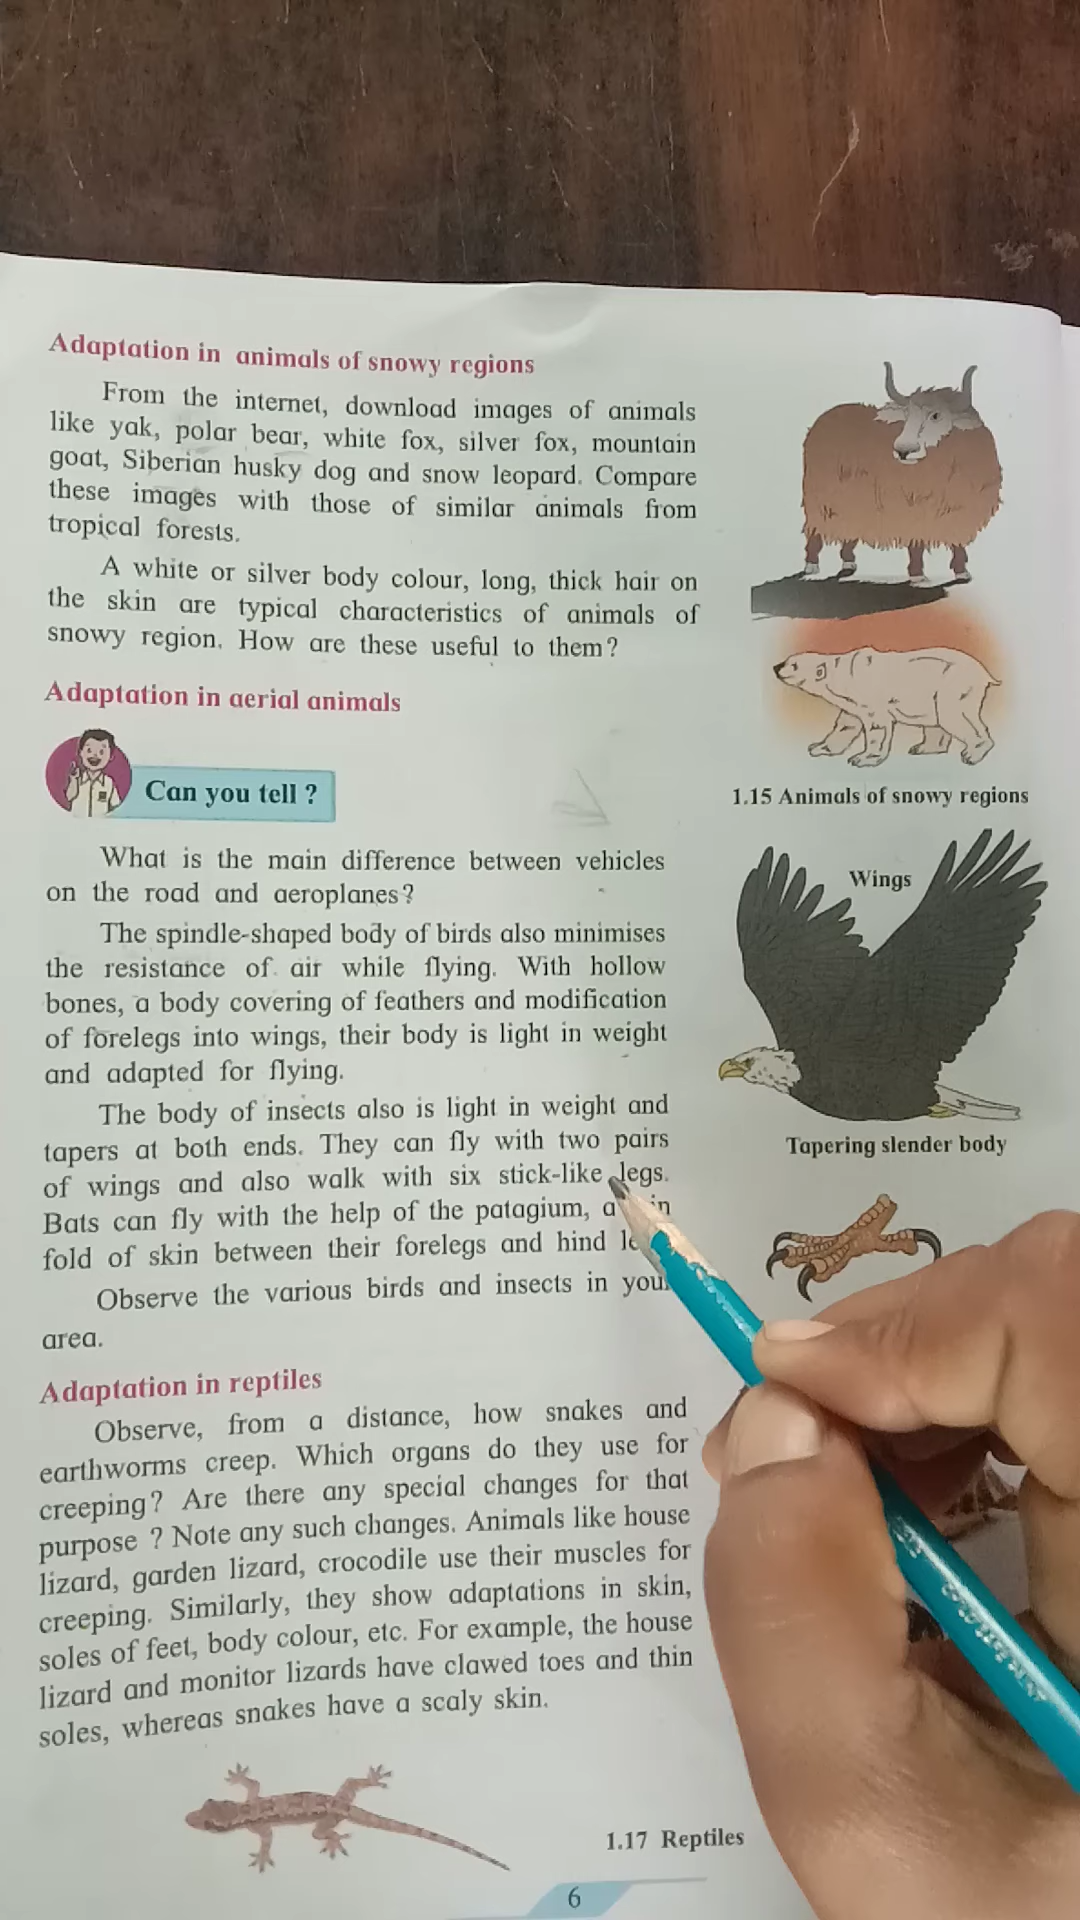 Adaptation in animals of snowy regions
From the internet, download images of animals
like yak, polar bear, white fox, silver fox, mountain
goat, Siberian husky dog and snow leopard. Compare
these images with those of similar animals from
tropical forests.
A white or silver body colour, long, thick hair on
the skin are typical characteristics of animals of
snowy region. How are these useful to them?
Adaptation in aerial animals
Can you tell ?
What is the main difference between vehicles
on the road and aeroplanes?
The spindle-shaped body of birds also minimises
the resistance of air while flying. With hollow
bones, a body covering of feathers and modification
of forelegs into wings, their body is light in weight
and adapted for flying.
The body of insects also is light in weight and
tapers at both ends. They can fly with two pairs
of wings and also walk with six stick-like legs.
Bats can fly with the help of the patagium, a
fold of skin between their forelegs and hind
Observe the various birds and insects in your
area.
Adaptation in reptiles
Observe, from a distance, how snakes and
earthworms creep. Which organs do they use for
creeping? Are there any special changes for that
purpose ? Note any such changes. Animals like house
lizard, garden lizard, crocodile use their muscles for
creeping. Similarly, they show adaptations in skin,
soles of feet, body colour, etc. For example, the house
lizard and monitor lizards have clawed toes and thin
soles, whereas snakes have a scaly skin.
1.15 Animals of snowy regions
Wings
Tapering slender body
1.17 Reptiles
6